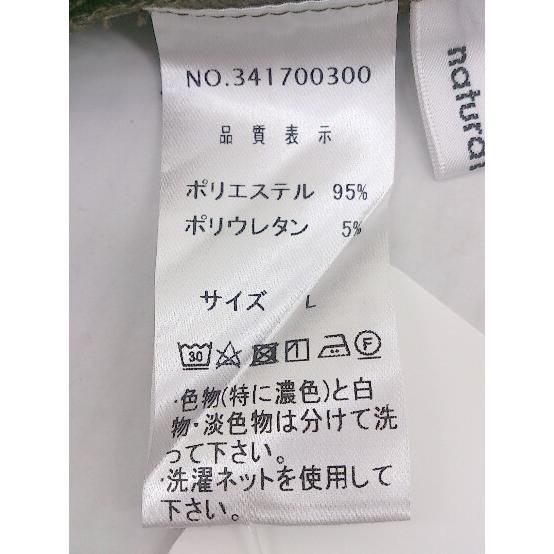 NO.341700300
品質表示
ポリエステル 95%
ポリウレタン 5%
サイズ L
30 F
・色物(特に濃色)と白
物・淡色物は分けて洗
って下さい。
・洗濯ネットを使用して
下さい。
natural